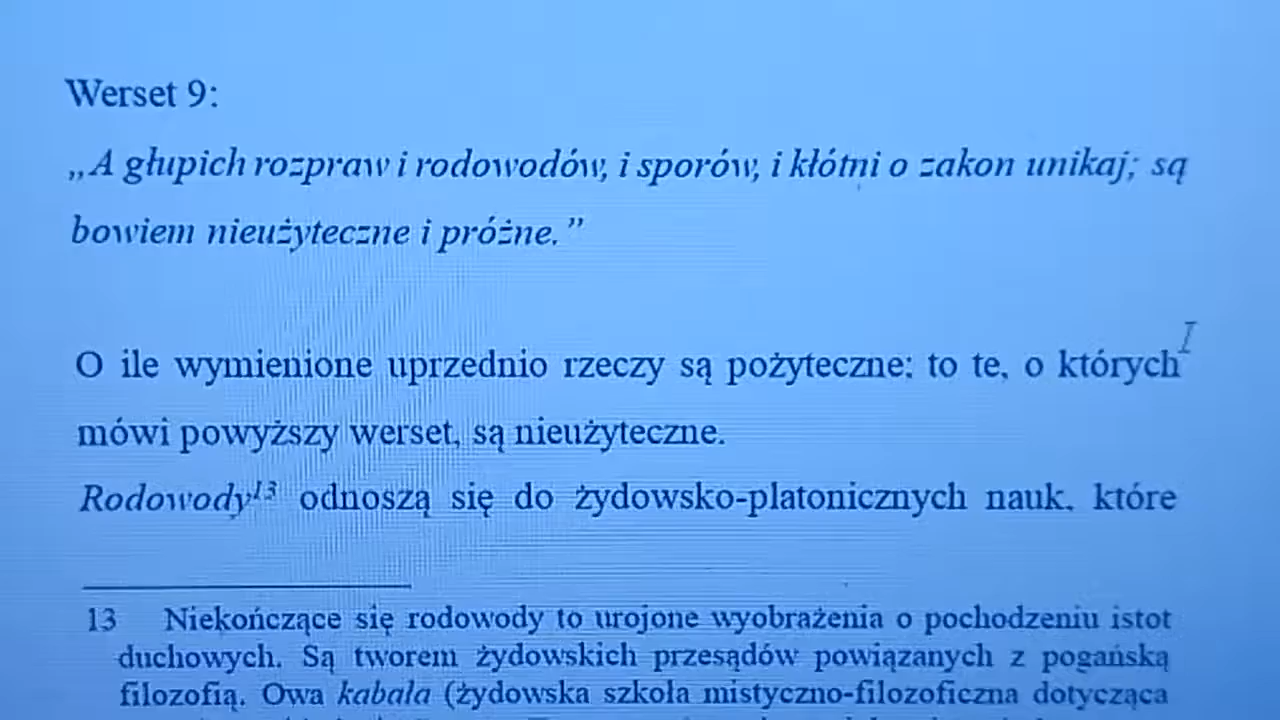 Werset 9:
„A głupich rozpraw i rodowodów, i sporów, i kłótni o zakon unikaj; są
bowiem nieużyteczne i próżne.”
O ile wymienione uprzednio rzeczy są pożyteczne: to te, o których
mówi powyższy werset, są nieużyteczne.
Rodowody13 odnoszą się do żydowsko-platonicznych nauk, które
13 Niekończące się rodowody to urojone wyobrażenia o pochodzeniu istot
duchowych. Są tworem żydowskich przesądów powiązanych z pogańską
filozofią. Owa kabala (żydowska szkoła mistyczno-filozoficzna dotycząca